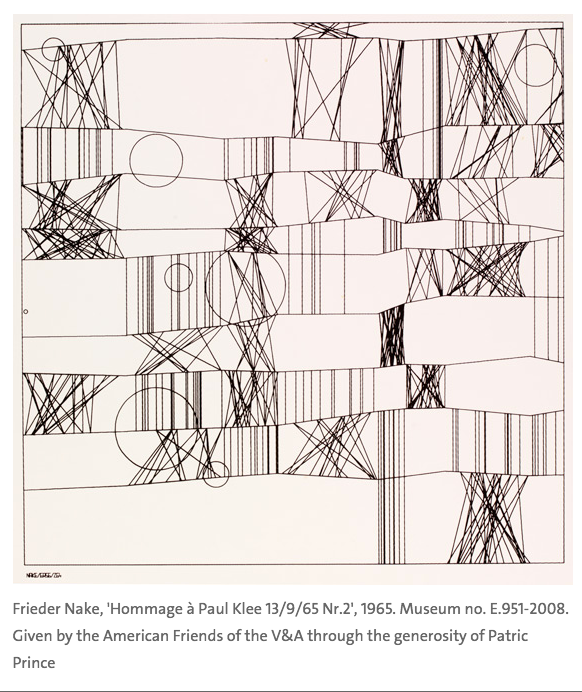 Frieder Nake, 'Hommage à Paul Klee 13/9/65 Nr.2', 1965. Museum no. E.951-2008.
Given by the American Friends of the V&A through the generosity of Patric
Prince